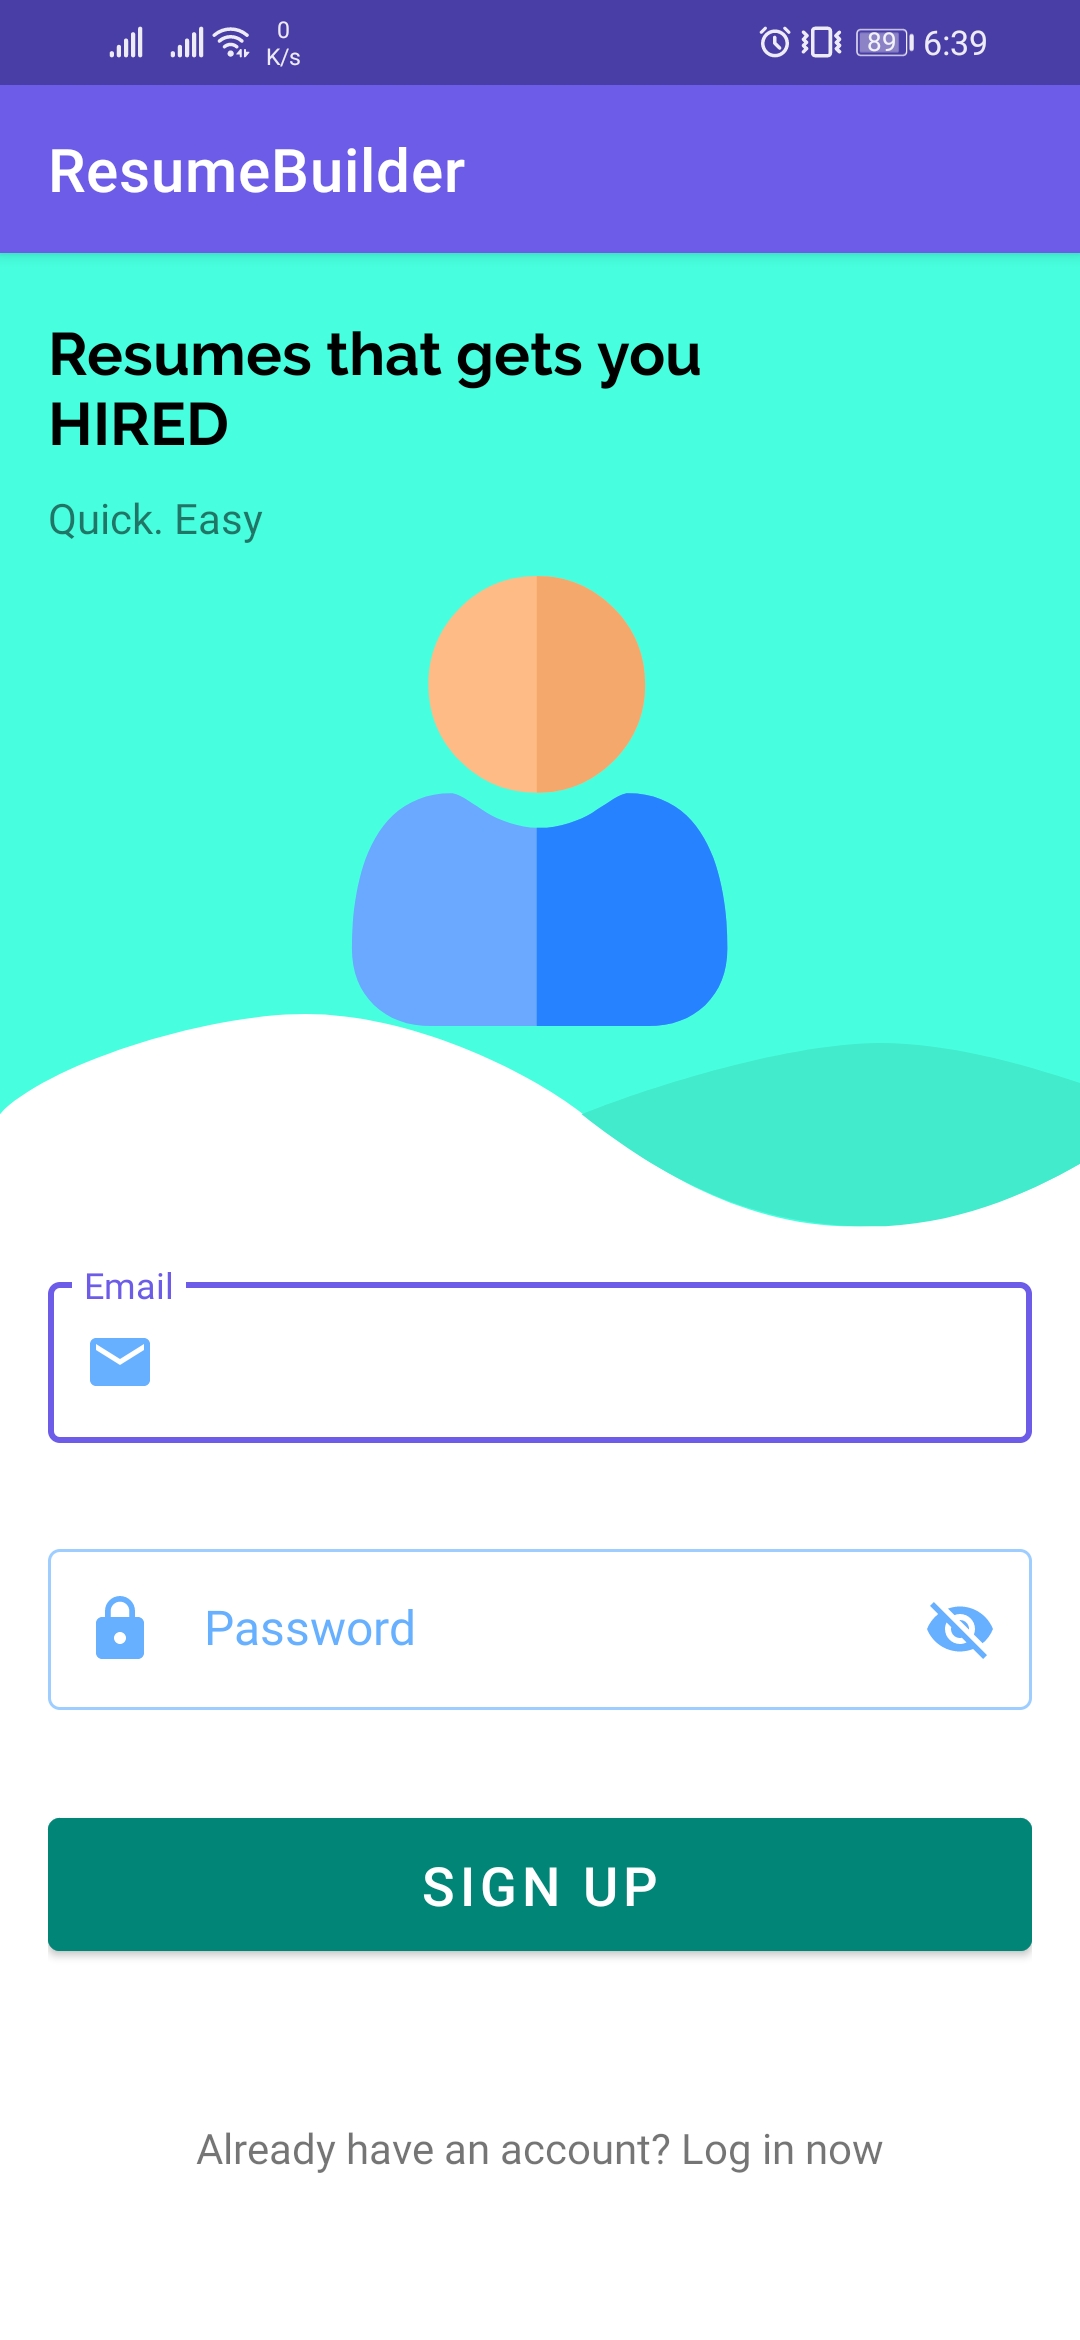 0
K/s
89
6:39
ResumeBuilder
Resumes that gets you
HIRED
Quick. Easy
Email
Password
SIGN UP
Already have an account? Log in now